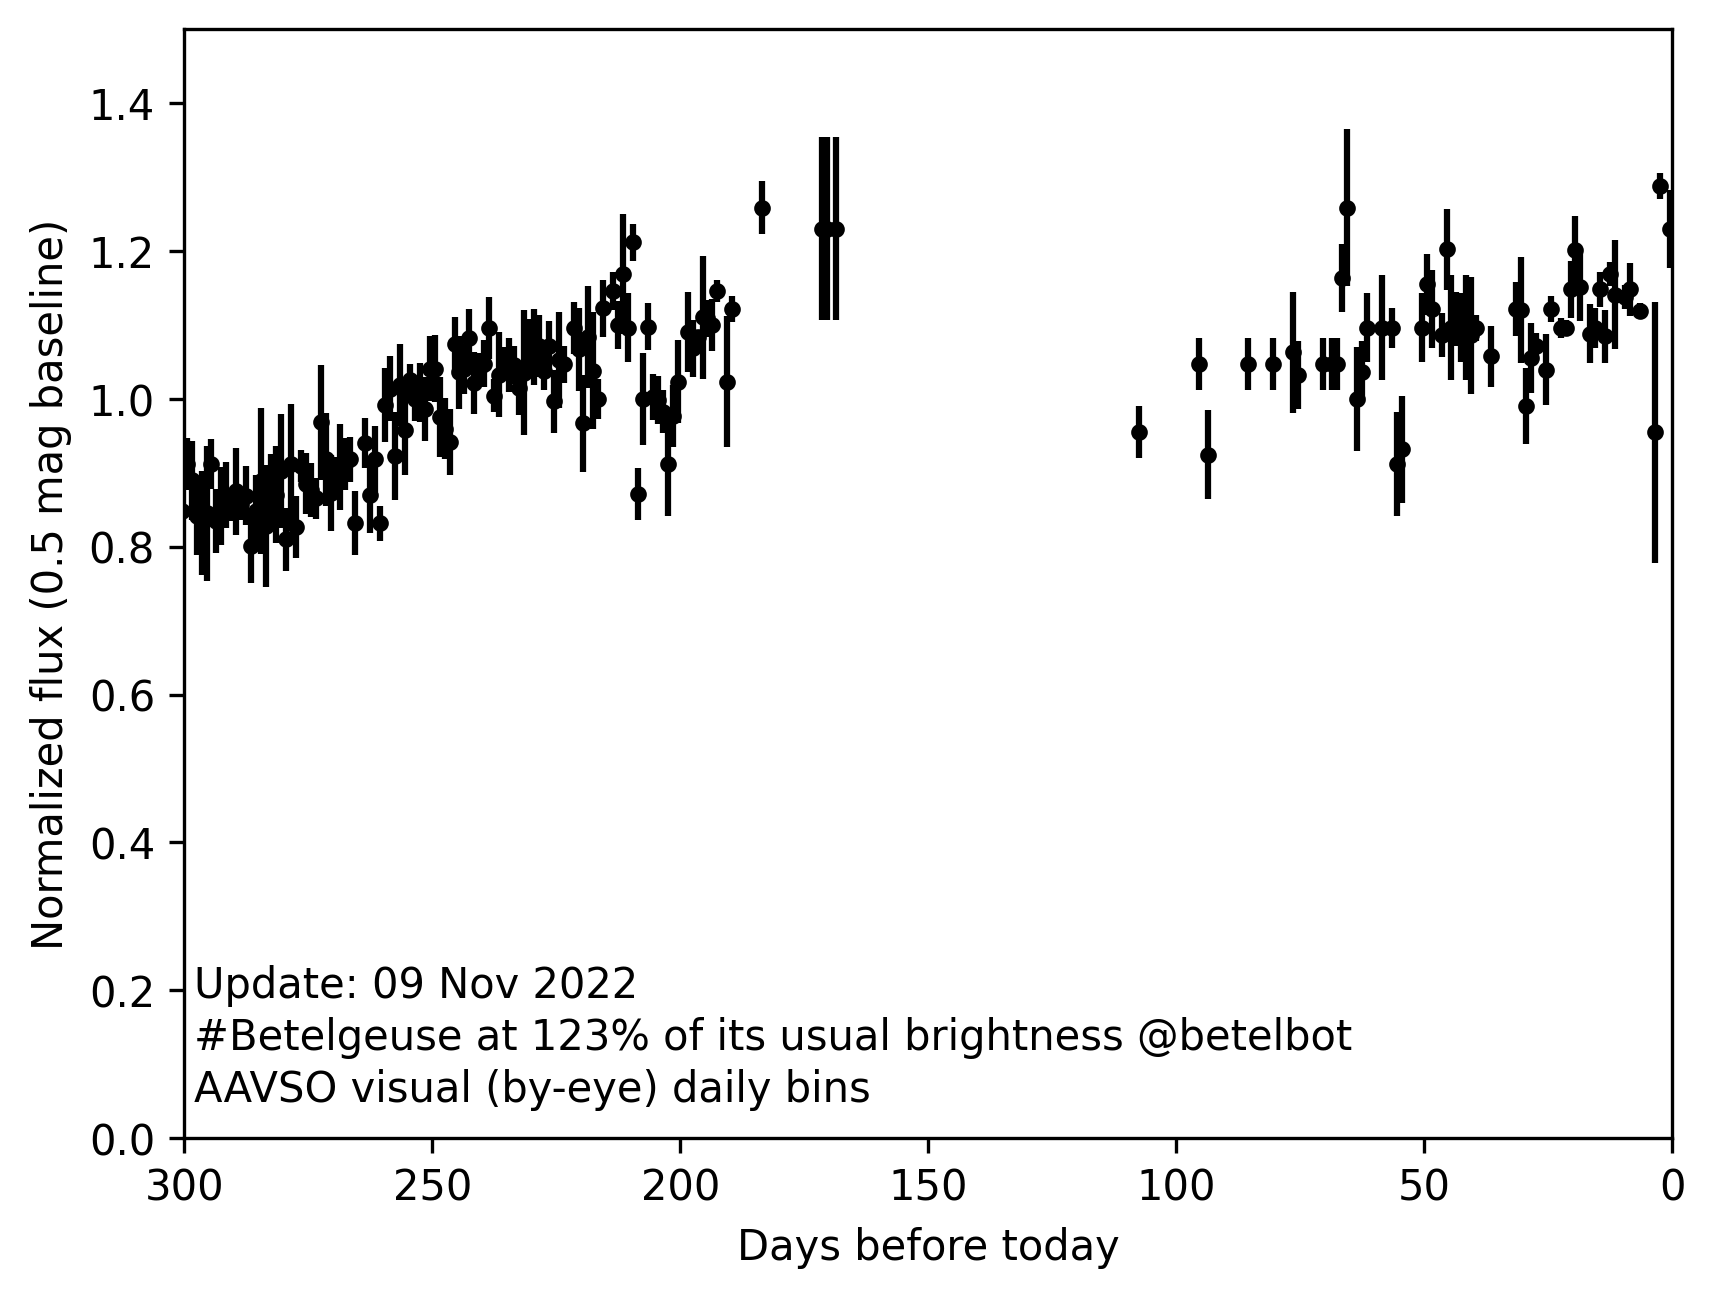 1.4
1.2
1.0
0.8
0.6
0.4
0.2
0.0
Normalized flux (0.5 mag baseline)
Update: 09 Nov 2022
#Betelgeuse at 123% of its usual brightness @betelbot
AAVSO visual (by-eye) daily bins
300 250 200 150 100 50 0
Days before today